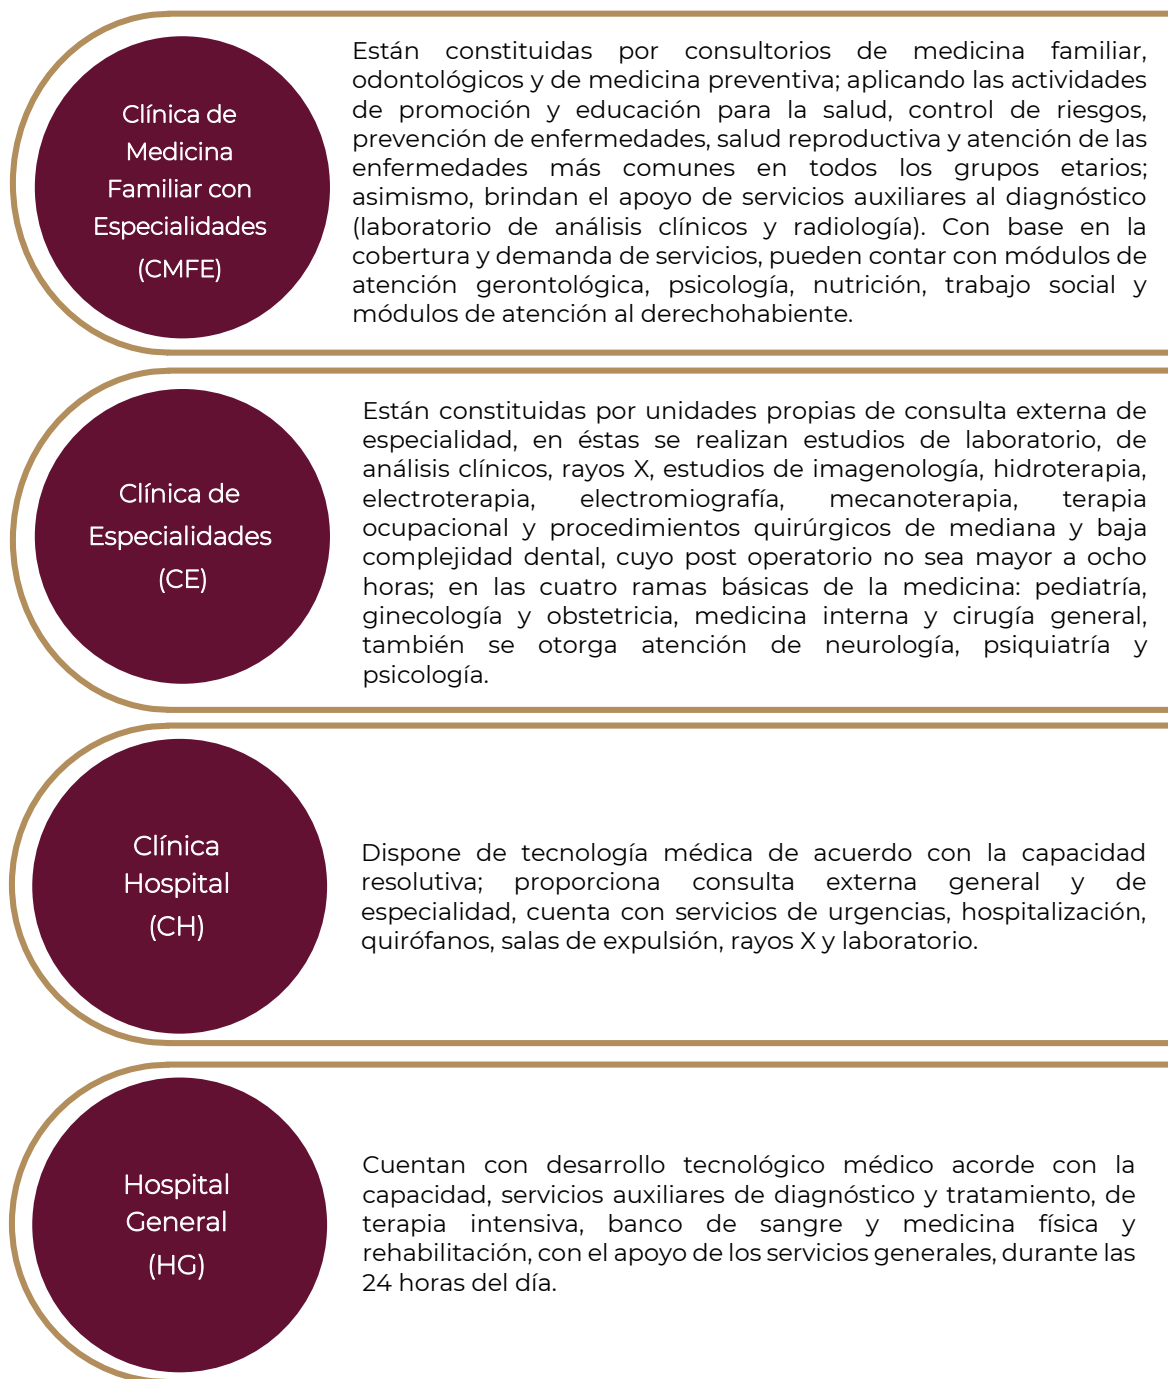 Clínica de
Medicina
Familiar con
Especialidades
(CMFE)
Están constituidas por consultorios de medicina familiar,
odontológicos y de medicina preventiva; aplicando las actividades
de promoción y educación para la salud, control de riesgos,
prevención de enfermedades, salud reproductiva y atención de las
enfermedades más comunes en todos los grupos etarios;
asimismo, brindan el apoyo de servicios auxiliares al diagnóstico
(laboratorio de análisis clínicos y radiología). Con base en la
cobertura y demanda de servicios, pueden contar con módulos de
atención gerontológica, psicología, nutrición, trabajo social y
módulos de atención al derechohabiente.
Clínica de
Especialidades
(CE)
Están constituidas por unidades propias de consulta externa de
especialidad, en éstas se realizan estudios de laboratorio, de
análisis clínicos, rayos X, estudios de imagenología, hidroterapia,
electroterapia, electromiografía, mecanoterapia, terapia
ocupacional y procedimientos quirúrgicos de mediana y baja
complejidad dental, cuyo post operatorio no sea mayor a ocho
horas; en las cuatro ramas básicas de la medicina: pediatría,
ginecología y obstetricia, medicina interna y cirugía general,
también se otorga atención de neurología, psiquiatría y
psicología.
Clínica
Hospital
(CH)
Dispone de tecnología médica de acuerdo con la capacidad
resolutiva; proporciona consulta externa general y de
especialidad, cuenta con servicios de urgencias, hospitalización,
quirófanos, salas de expulsión, rayos X y laboratorio.
Hospital
General
(HG)
Cuentan con desarrollo tecnológico médico acorde con la
capacidad, servicios auxiliares de diagnóstico y tratamiento, de
terapia intensiva, banco de sangre y medicina física y
rehabilitación, con el apoyo de los servicios generales, durante las
24 horas del día.